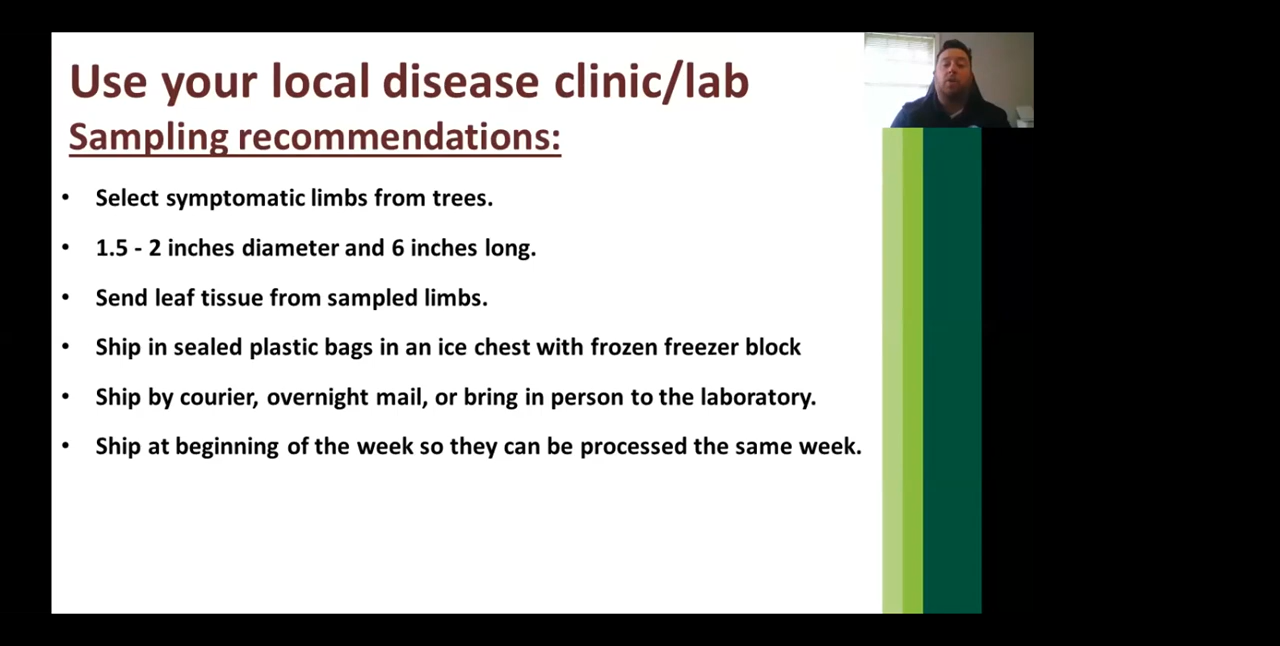 Use your local disease clinic/lab
Sampling recommendations:
• Select symptomatic limbs from trees.
• 1.5 - 2 inches diameter and 6 inches long.
• Send leaf tissue from sampled limbs.
• Ship in sealed plastic bags in an ice chest with frozen freezer block
• Ship by courier, overnight mail, or bring in person to the laboratory.
• Ship at beginning of the week so they can be processed the same week.